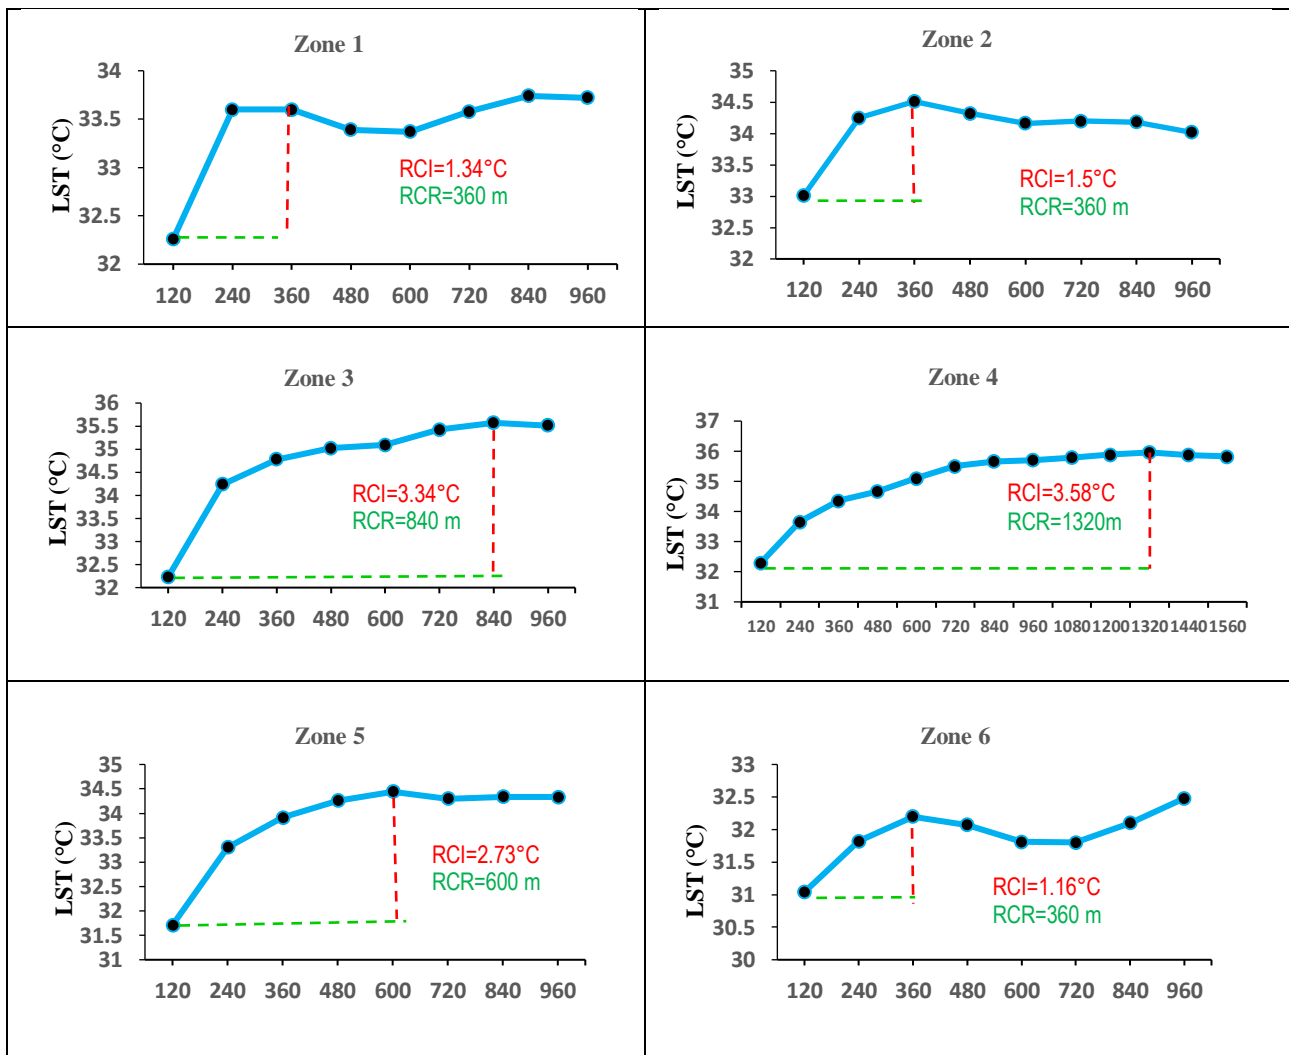 Zone 1
LST (°C)
34
33.5
33
32.5
32
RCI=1.34°C
RCR=360 m
120 240 360 480 600 720 840 960
Zone 2
LST (°C)
35
34.5
34
33.5
33
32.5
32
RCI=1.5°C
RCR=360 m
120 240 360 480 600 720 840 960
Zone 3
LST (°C)
36
35.5
35
34.5
34
33.5
33
32.5
32
RCI=3.34°C
RCR=840 m
120 240 360 480 600 720 840 960
Zone 4
LST (°C)
37
36
35
34
33
32
31
RCI=3.58°C
RCR=1320m
120 240 360 480 600 720 840 960 1080 1200 1320 1440 1560
Zone 5
LST (°C)
35
34.5
34
33.5
33
32.5
32
31.5
31
RCI=2.73°C
RCR=600 m
120 240 360 480 600 720 840 960
Zone 6
LST (°C)
33
32.5
32
31.5
31
30.5
30
RCI=1.16°C
RCR=360 m
120 240 360 480 600 720 840 960